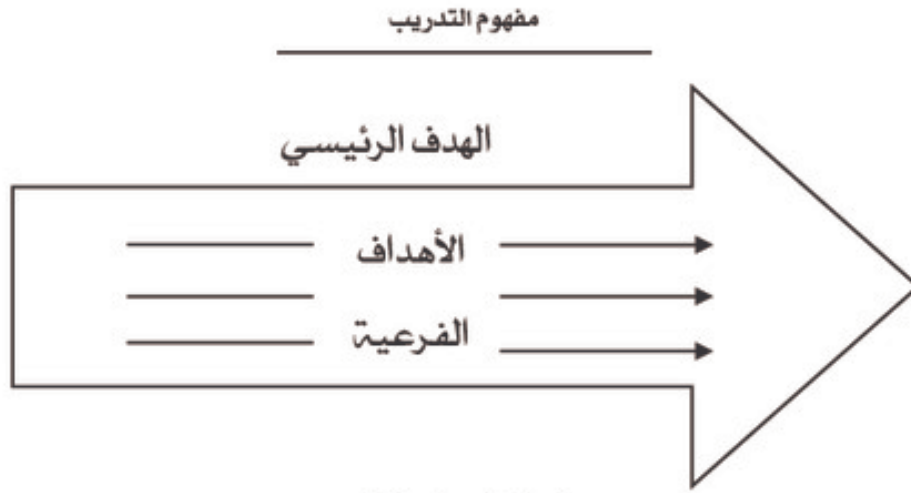 مفهوم التدريب
الهدف الرئيسي
الأهداف
الفرعية